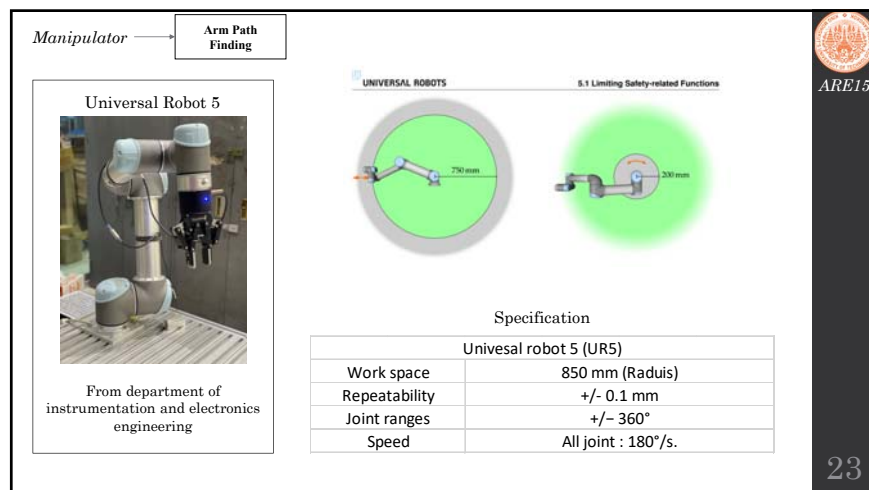 Manipulator
Arm Path
Finding
ARE15
Universal Robot 5
From department of
instrumentation and electronics
engineering
UNIVERSAL ROBOTS
5.1 Limiting Safety-related Functions
750 mm
200 mm
Specification
Univesal robot 5 (UR5)
Work space 850 mm (Raduis)
Repeatability +/- 0.1 mm
Joint ranges +/− 360°
Speed All joint : 180°/s.
23